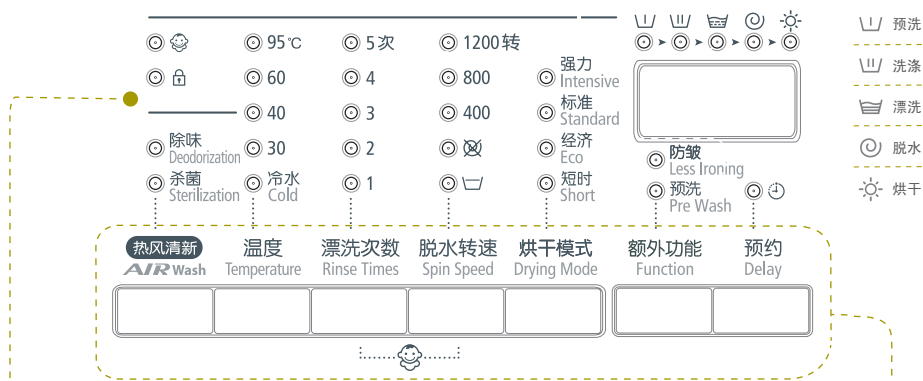 95℃ 5次 1200转
预洗
60 4 800
强力
Intensive
洗涤
40 3 400
标准
Standard
漂洗
除味
Deodorization
30 2
经济
Eco
防皱
Less Ironing
脱水
杀菌
Sterilization
冷水
Cold
1
短时
Short
预洗
Pre Wash
烘干
热风清新 温度 漂洗次数 脱水转速 烘干模式 额外功能 预约
AIR Wash Temperature Rinse Times Spin Speed Drying Mode Function Delay